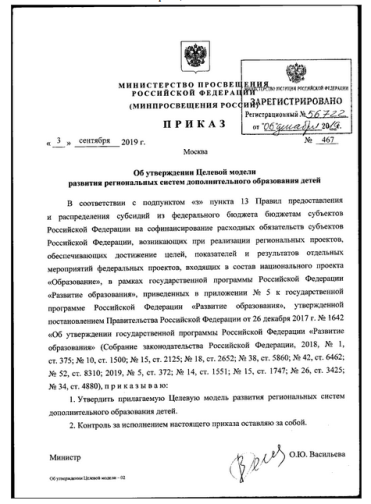 МИНИСТЕРСТВО ПРОСВЕЩЕНИЯ
РОССИЙСКОЙ ФЕДЕРАЦИИ
(МИНПРОСВЕЩЕНИЯ РОССИИ)
МИНИСТЕРСТВО ЮСТИЦИИ РОССИЙСКОЙ ФЕДЕРАЦИИ
ЗАРЕГИСТРИРОВАНО
Регистрационный № 56722
от "06" декабря 2019.
ПРИКАЗ
« 3 » сентября 2019 г.
№ 467
Москва
Об утверждении Целевой модели
развития региональных систем дополнительного образования детей
В соответствии с подпунктом «з» пункта 13 Правил предоставления
и распределения субсидий из федерального бюджета бюджетам субъектов
Российской Федерации на софинансирование расходных обязательств субъектов
Российской Федерации, возникающих при реализации региональных проектов,
обеспечивающих достижение целей, показателей и результатов отдельных
мероприятий федеральных проектов, входящих в состав национального проекта
«Образование», в рамках государственной программы Российской Федерации
«Развитие образования», приведенных в приложении № 5 к государственной
программе Российской Федерации «Развитие образования», утвержденной
постановлением Правительства Российской Федерации от 26 декабря 2017 г. № 1642
«Об утверждении государственной программы Российской Федерации «Развитие
образования» (Собрание законодательства Российской Федерации, 2018, № 1,
ст. 375; № 10, ст. 1500; № 15, ст. 2125; № 18, ст. 2652; № 38, ст. 5860; № 42, ст. 6462;
№ 52, ст. 8310; 2019, № 5, ст. 372; № 14, ст. 1551; № 15, ст. 1747; № 26, ст. 3425;
№ 34, ст. 4880), п р и к а з ы в а ю:
1. Утвердить прилагаемую Целевую модель развития региональных систем
дополнительного образования детей.
2. Контроль за исполнением настоящего приказа оставляю за собой.
Министр
О.Ю. Васильева
Об утверждении Целевой модели - 02